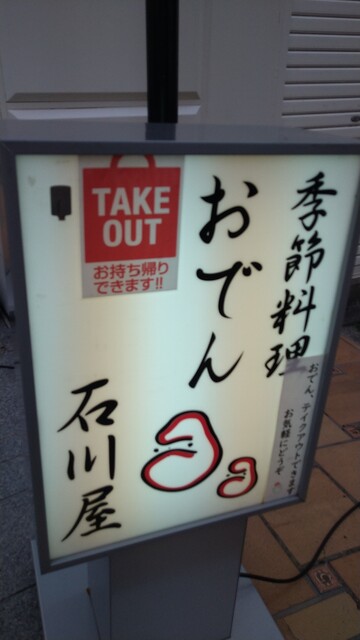 季節料理
おでん
TAKE
OUT
お持ち帰り
できます!!
石川屋
おでん、テイクアウトできます
お気軽にどうぞ